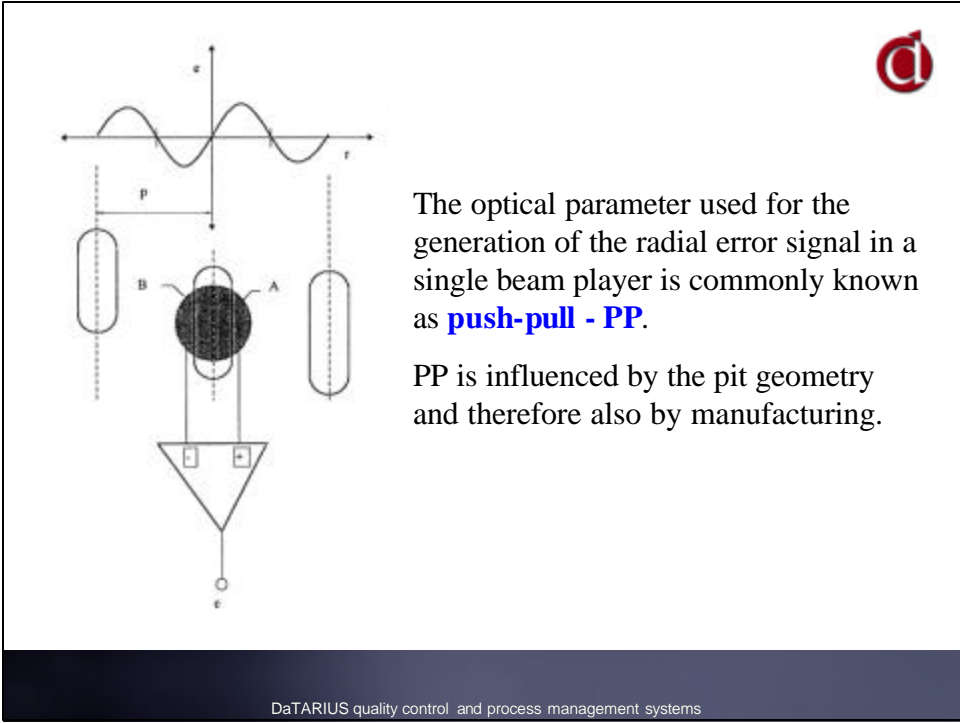 e
r
p
B
A
- +
e
The optical parameter used for the
generation of the radial error signal in a
single beam player is commonly known
as push-pull - PP.
PP is influenced by the pit geometry
and therefore also by manufacturing.
DaTARIUS quality control and process management systems